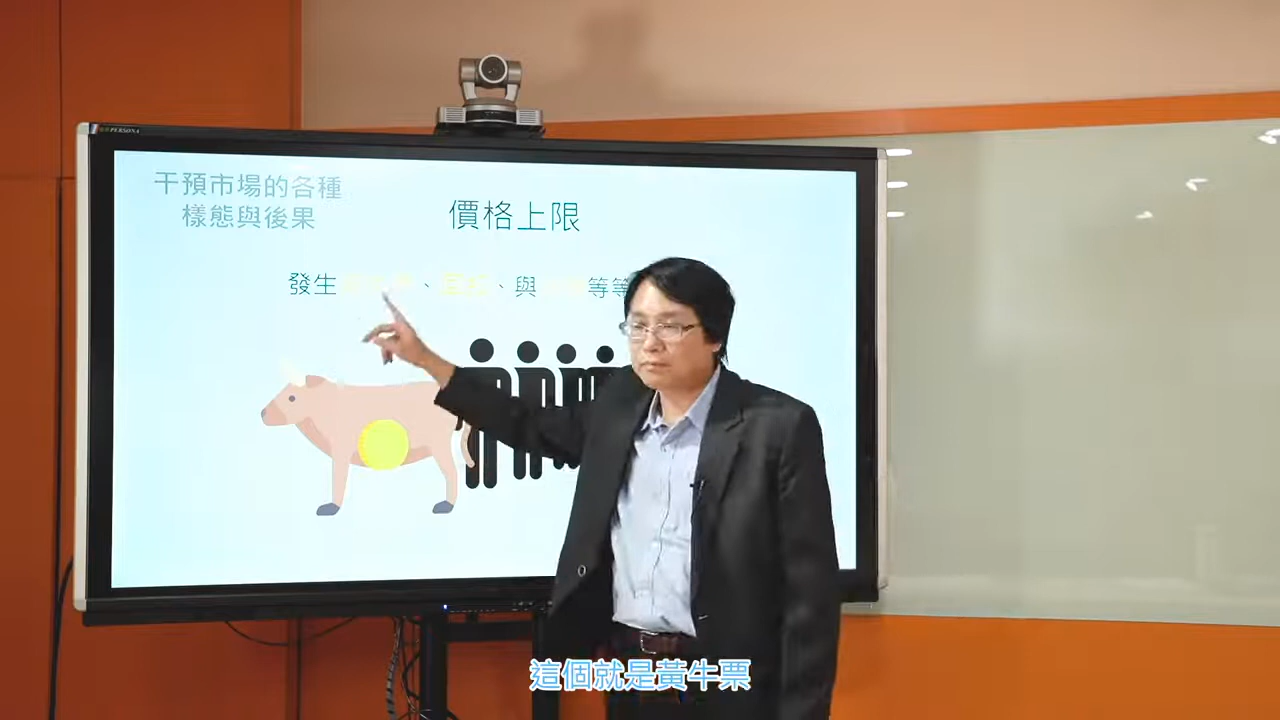 PERSONA
干預市場的各種
樣態與後果
價格上限
發生 、 、與 等等
這個就是黃牛票